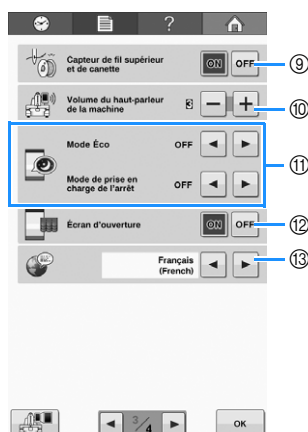 ?
Capteur de fil supérieur
et de canette
ON OFF
⑨
Volume du haut-parleur
de la machine
3 − +
⑩
Mode Éco
OFF
⑪
Mode de prise en
charge de l'arrêt
OFF
Écran d'ouverture
ON OFF
⑫
Français
(French)
⑬
3/4
OK